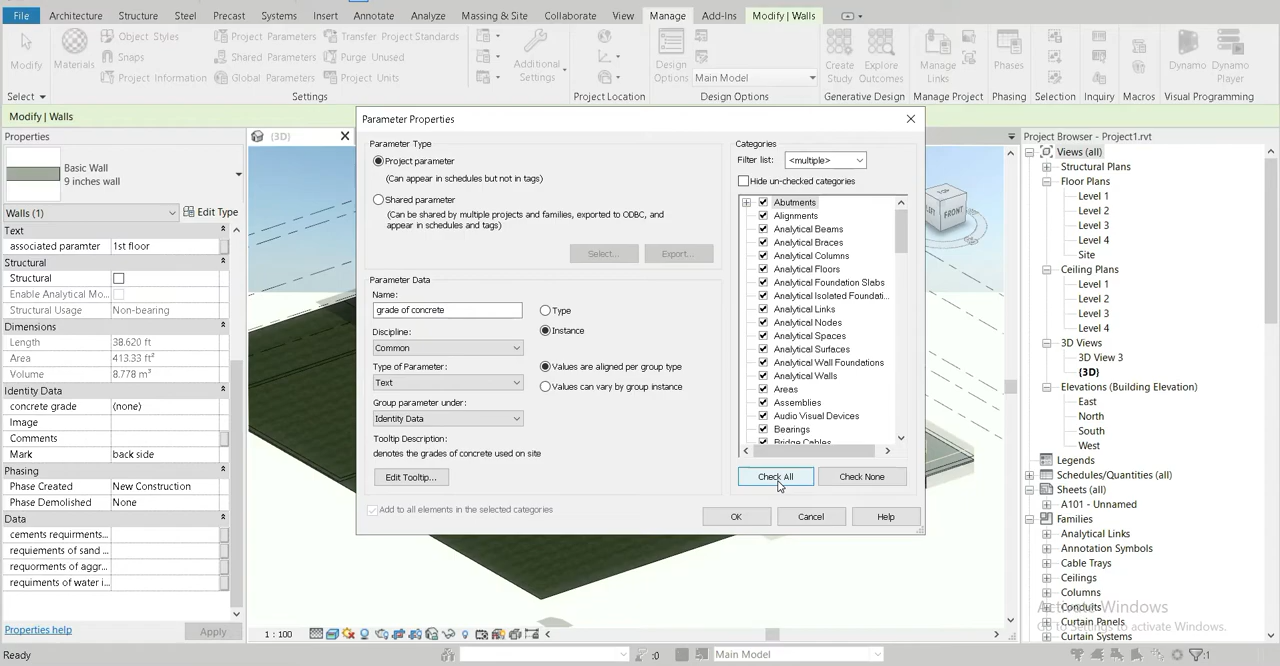 File Architecture Structure Steel Precast Systems Insert Annotate Analyze Massing & Site Collaborate View Manage Add-Ins Modify | Walls
Modify
Materials
Object Styles
Snaps
Project Information
Project Parameters
Shared Parameters
Global Parameters
Transfer Project Standards
Purge Unused
Project Units
Additional
Settings
Design
Options
Main Model
Create
Study
Explore
Outcomes
Manage
Links
Phases
Dynamo
Dynamo
Player
Select
Settings
Project Location
Design Options
Generative Design
Manage Project
Phasing
Selection
Inquiry
Macros
Visual Programming
Modify | Walls
Properties
Basic Wall
9 inches wall
Walls (1)
Edit Type
Text
associated paramter 1st floor
Structural
Structural
Enable Analytical Mo...
Structural Usage Non-bearing
Dimensions
Length 38.620 ft
Area 413.33 ft²
Volume 8.778 m³
Identity Data
concrete grade (none)
Image
Comments
Mark back side
Phasing
Phase Created New Construction
Phase Demolished None
Data
cements requirments...
requiements of sand ...
requorments of aggr...
requiments of water i...
Properties help
Apply
{3D}
Parameter Properties
Parameter Type
Project parameter
(Can appear in schedules but not in tags)
Shared parameter
(Can be shared by multiple projects and families, exported to ODBC, and
appear in schedules and tags)
Select...
Export...
Parameter Data
Name:
grade of concrete
Discipline:
Common
Type of Parameter:
Text
Group parameter under:
Identity Data
Type
Instance
Values are aligned per group type
Values can vary by group instance
Tooltip Description:
denotes the grades of concrete used on site
Edit Tooltip...
Add to all elements in the selected categories
Categories
Filter list: <multiple>
Hide un-checked categories
Abutments
Alignments
Analytical Beams
Analytical Braces
Analytical Columns
Analytical Floors
Analytical Foundation Slabs
Analytical Isolated Foundati...
Analytical Links
Analytical Nodes
Analytical Spaces
Analytical Surfaces
Analytical Wall Foundations
Analytical Walls
Areas
Assemblies
Audio Visual Devices
Bearings
Bridge Cables
Check All
Check None
OK
Cancel
Help
FRONT
Project Browser - Project1.rvt
Views (all)
Structural Plans
Floor Plans
Level 1
Level 2
Level 3
Level 4
Site
Ceiling Plans
Level 1
Level 2
Level 3
Level 4
3D Views
3D View 3
{3D}
Elevations (Building Elevation)
East
North
South
West
Legends
Schedules/Quantities (all)
Sheets (all)
A101 - Unnamed
Families
Analytical Links
Annotation Symbols
Cable Trays
Ceilings
Columns
Conduits
Curtain Panels
Curtain Systems
Activate Windows
Go to Settings to activate Windows.
1 : 100
Ready
:0
Main Model
:1